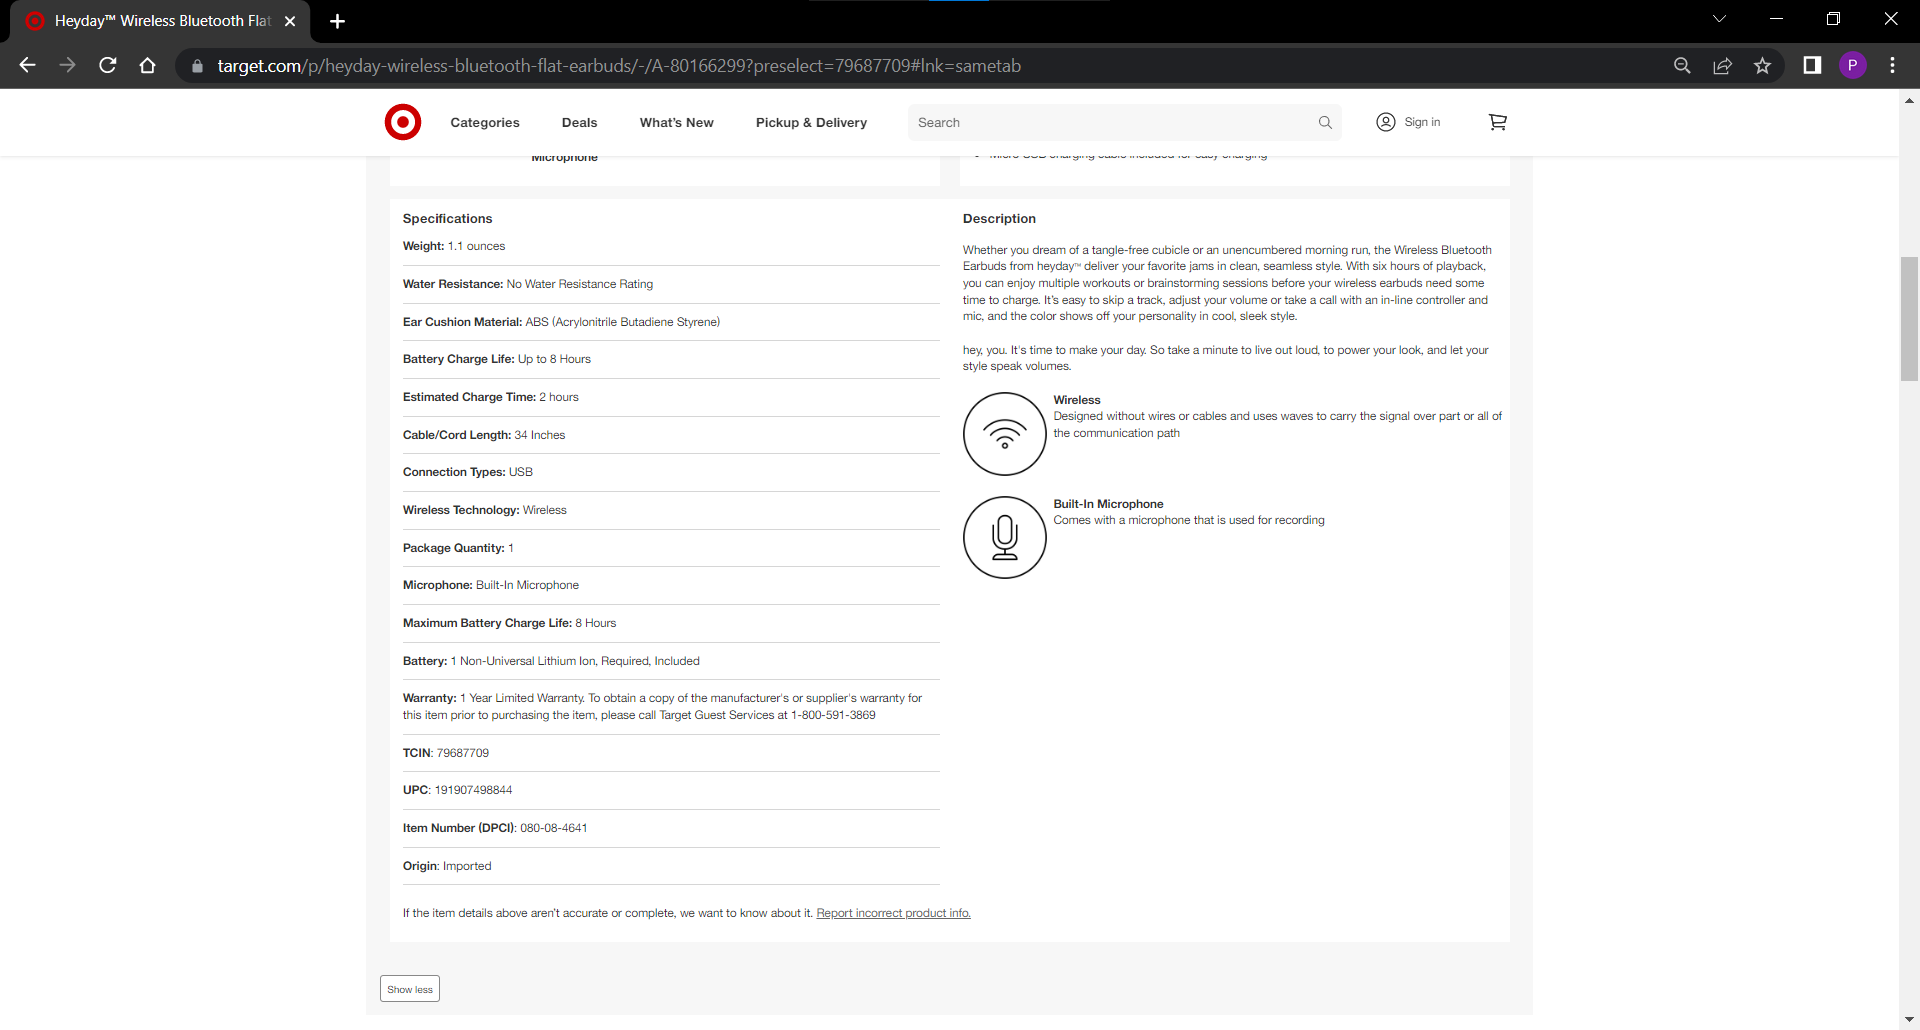 Heyday™ Wireless Bluetooth Flat
target.com/p/heyday-wireless-bluetooth-flat-earbuds/-/A-80166299?preselect=79687709#lnk=sametab
P
Categories
Deals
What's New
Pickup & Delivery
Search
Sign in
Microphone
Micro USB charging cable included for easy charging
Specifications
Weight: 1.1 ounces
Water Resistance: No Water Resistance Rating
Ear Cushion Material: ABS (Acrylonitrile Butadiene Styrene)
Battery Charge Life: Up to 8 Hours
Estimated Charge Time: 2 hours
Cable/Cord Length: 34 Inches
Connection Types: USB
Wireless Technology: Wireless
Package Quantity: 1
Microphone: Built-In Microphone
Maximum Battery Charge Life: 8 Hours
Battery: 1 Non-Universal Lithium Ion, Required, Included
Warranty: 1 Year Limited Warranty. To obtain a copy of the manufacturer's or supplier's warranty for
this item prior to purchasing the item, please call Target Guest Services at 1-800-591-3869
TCIN: 79687709
UPC: 191907498844
Item Number (DPCI): 080-08-4641
Origin: Imported
Description
Whether you dream of a tangle-free cubicle or an unencumbered morning run, the Wireless Bluetooth
Earbuds from heyday™ deliver your favorite jams in clean, seamless style. With six hours of playback,
you can enjoy multiple workouts or brainstorming sessions before your wireless earbuds need some
time to charge. It's easy to skip a track, adjust your volume or take a call with an in-line controller and
mic, and the color shows off your personality in cool, sleek style.
hey, you. It's time to make your day. So take a minute to live out loud, to power your look, and let your
style speak volumes.
Wireless
Designed without wires or cables and uses waves to carry the signal over part or all of
the communication path
Built-In Microphone
Comes with a microphone that is used for recording
If the item details above aren't accurate or complete, we want to know about it. Report incorrect product info.
Show less